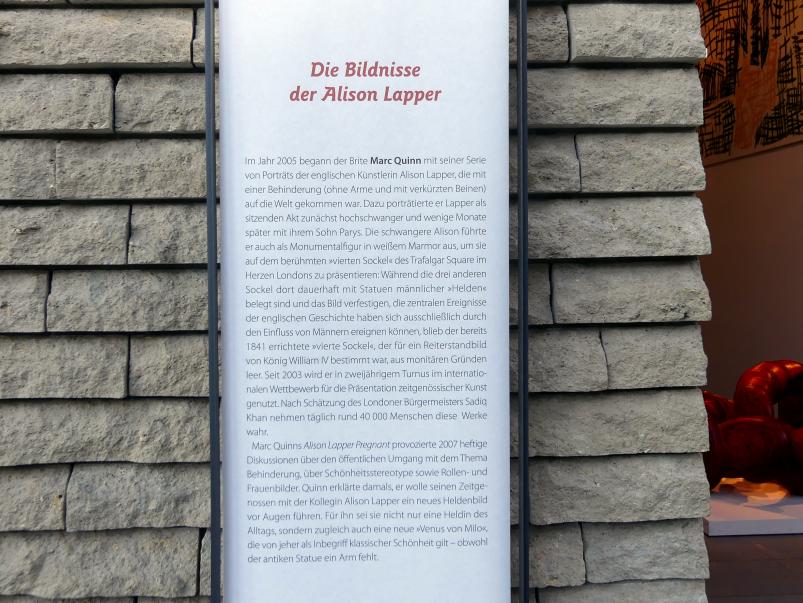 Die Bildnisse
der Alison Lapper
Im Jahr 2005 begann der Brite Marc Quinn mit seiner Serie
von Porträts der englischen Künstlerin Alison Lapper, die mit
einer Behinderung (ohne Arme und mit verkürzten Beinen)
auf die Welt gekommen war. Dazu porträtierte er Lapper als
sitzenden Akt zunächst hochschwanger und wenige Monate
später mit ihrem Sohn Parys. Die schwangere Alison führte
er auch als Monumentalfigur in weißem Marmor aus, um sie
auf dem berühmten »vierten Sockel« des Trafalgar Square im
Herzen Londons zu präsentieren: Während die drei anderen
Sockel dort dauerhaft mit Statuen männlicher »Helden«
belegt sind und das Bild verfestigen, die zentralen Ereignisse
der englischen Geschichte haben sich ausschließlich durch
den Einfluss von Männern ereignen können, blieb der bereits
1841 errichtete »vierte Sockel«, der für ein Reiterstandbild
von König William IV bestimmt war, aus monitären Gründen
leer. Seit 2003 wird er in zweijährigem Turnus im internatio-
nalen Wettbewerb für die Präsentation zeitgenössischer Kunst
genutzt. Nach Schätzung des Londoner Bürgermeisters Sadiq
Khan nehmen täglich rund 40 000 Menschen diese Werke
wahr.
Marc Quinns Alison Lapper Pregnant provozierte 2007 heftige
Diskussionen über den öffentlichen Umgang mit dem Thema
Behinderung, über Schönheitsstereotype sowie Rollen- und
Frauenbilder. Quinn erklärte damals, er wolle seinen Zeitge-
nossen mit der Kollegin Alison Lapper ein neues Heldenbild
vor Augen führen. Für ihn sei sie nicht nur eine Heldin des
Alltags, sondern zugleich auch eine neue »Venus von Milo«,
die von jeher als Inbegriff klassischer Schönheit gilt – obwohl
der antiken Statue ein Arm fehlt.